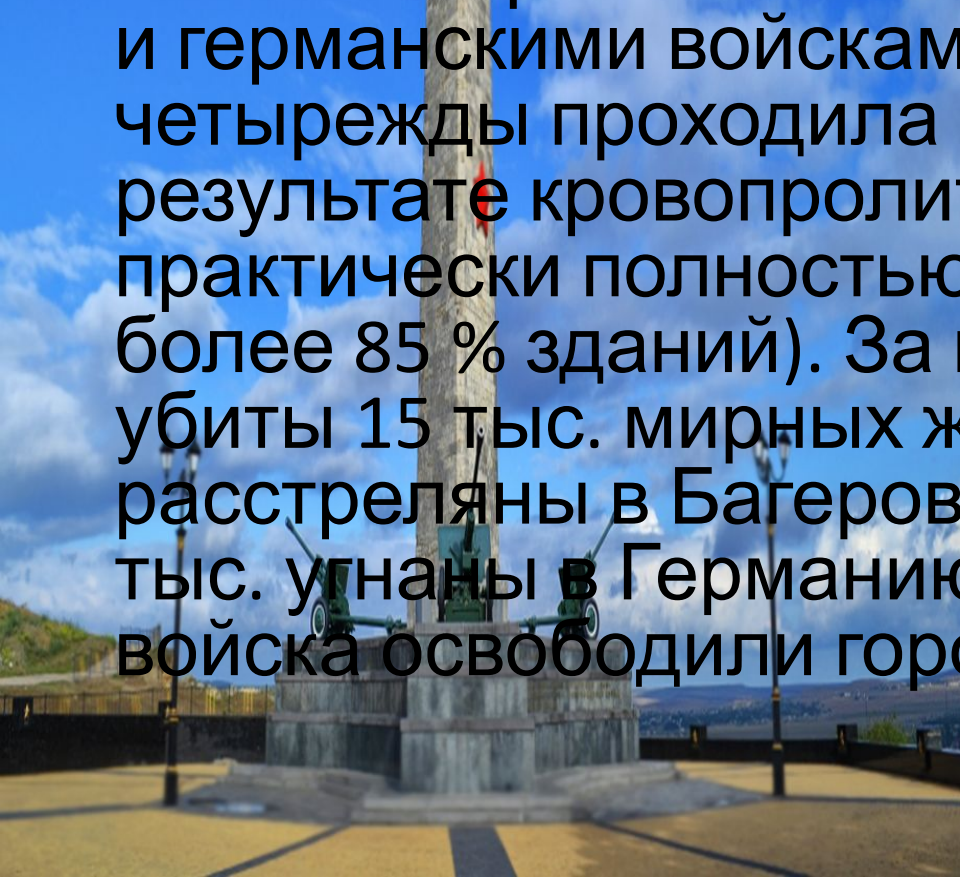 и германскими войскам
четырежды проходила
результате кровопроли
практически полностью
более 85 % зданий). За
убиты 15 тыс. мирных ж
расстреляны в Багеров
тыс. угнаны в Германию
войска освободили горо